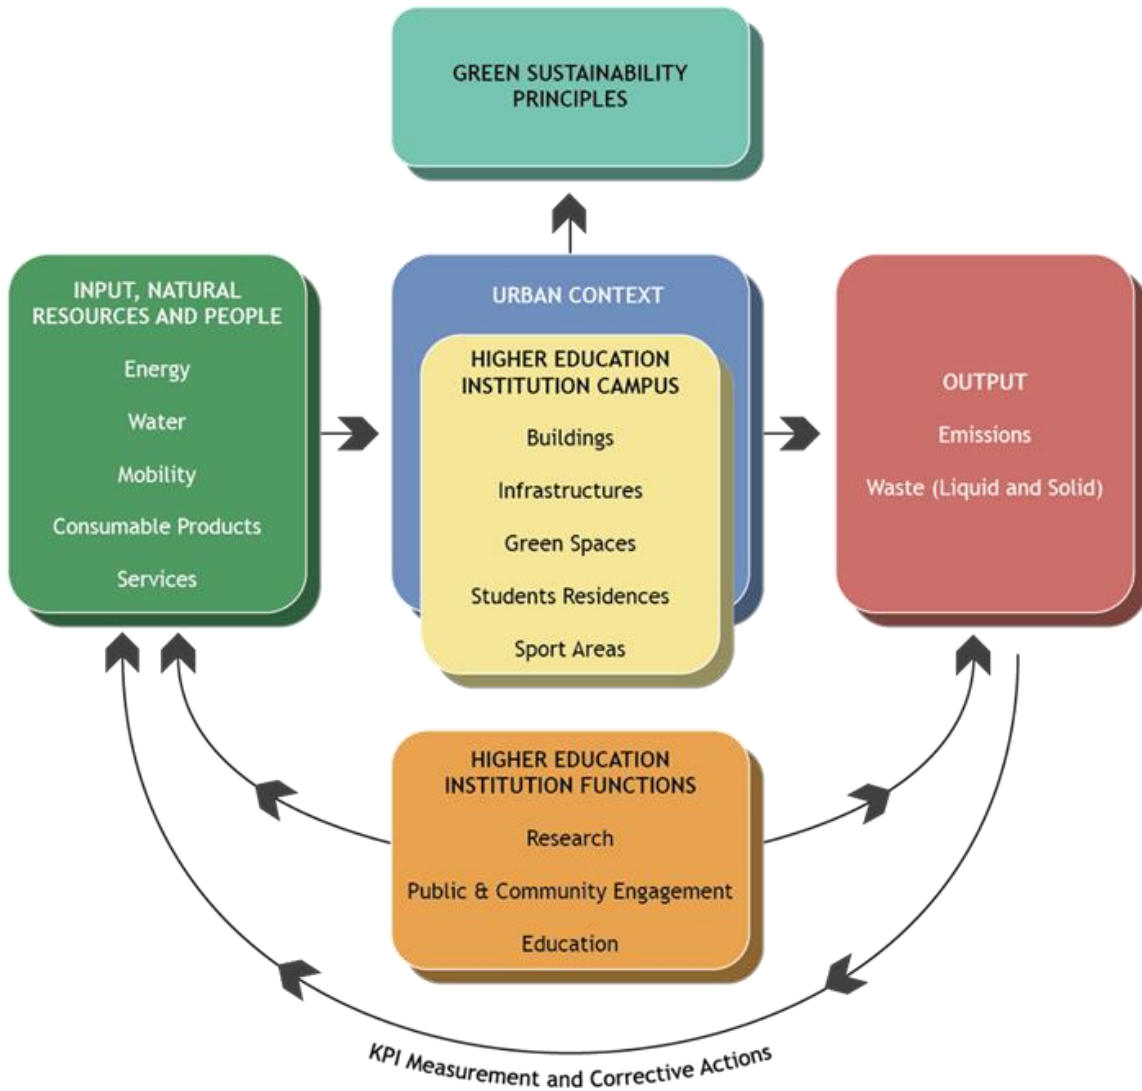 GREEN SUSTAINABILITY
PRINCIPLES
INPUT, NATURAL
RESOURCES AND PEOPLE
Energy
Water
Mobility
Consumable Products
Services
URBAN CONTEXT
HIGHER EDUCATION
INSTITUTION CAMPUS
Buildings
Infrastructures
Green Spaces
Students Residences
Sport Areas
OUTPUT
Emissions
Waste (Liquid and Solid)
HIGHER EDUCATION
INSTITUTION FUNCTIONS
Research
Public & Community Engagement
Education
KPI Measurement and Corrective Actions